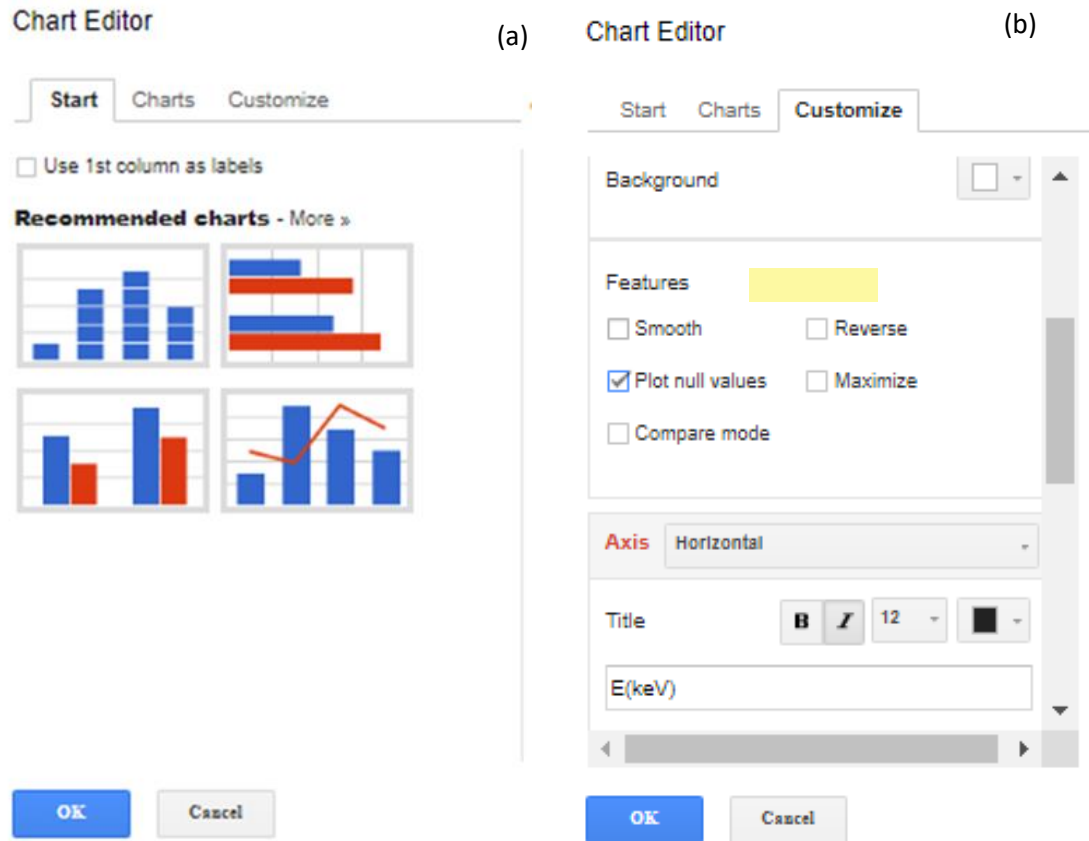 Chart Editor
(a)
Start Charts Customize
Use 1st column as labels
Recommended charts - More »
OK Cancel
Chart Editor
(b)
Start Charts Customize
Background
Features
Smooth Reverse
Plot null values Maximize
Compare mode
Axis Horizontal
Title B I 12
E(keV)
OK Cancel